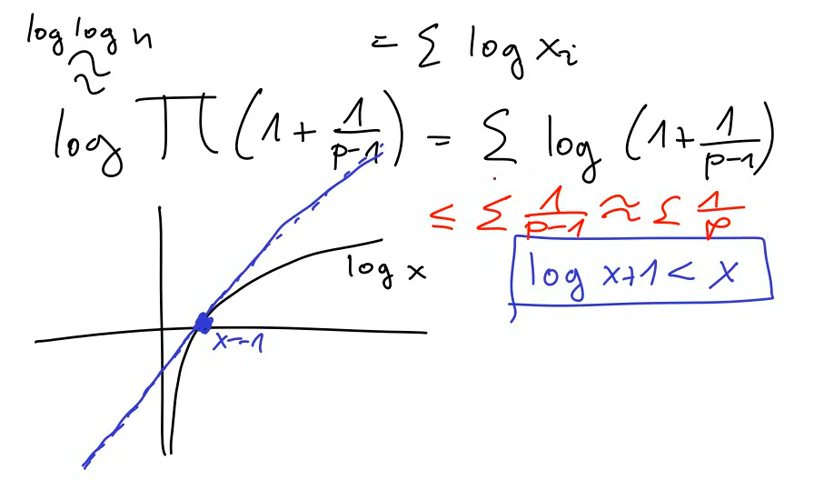 log log n
≈
= Σ log xᵢ
log ∏ (1 + 1/(p-1)) = Σ log (1 + 1/(p-1))
≤ Σ 1/(p-1) ≈ Σ 1/p
log x+1 < x
log x
x-1